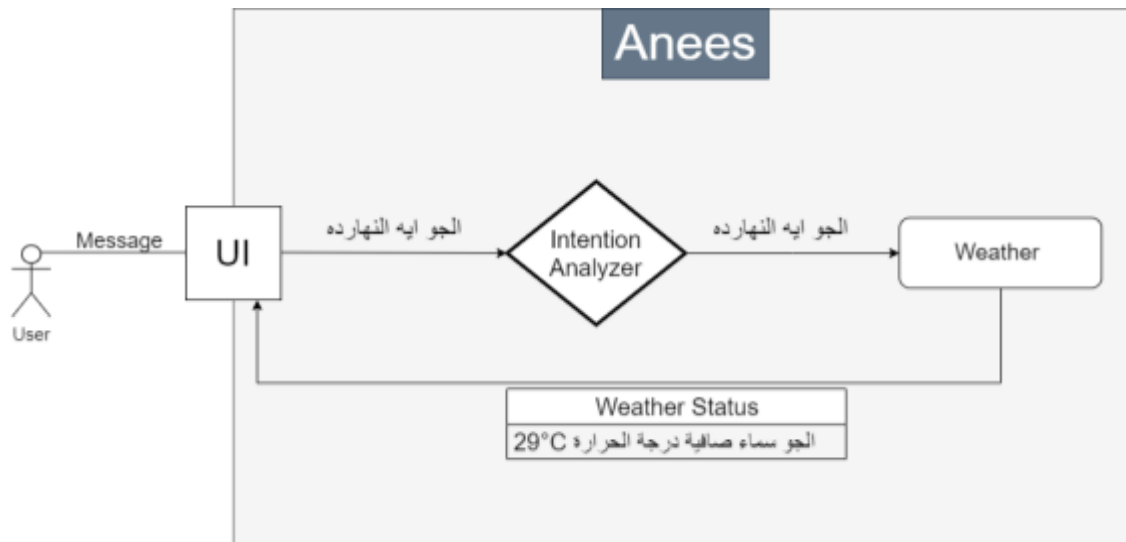 Anees
Message
User
UI
الجو ايه النهارده
Intention
Analyzer
الجو ايه النهارده
Weather
Weather Status
الجو سماء صافية درجة الحرارة 29°C